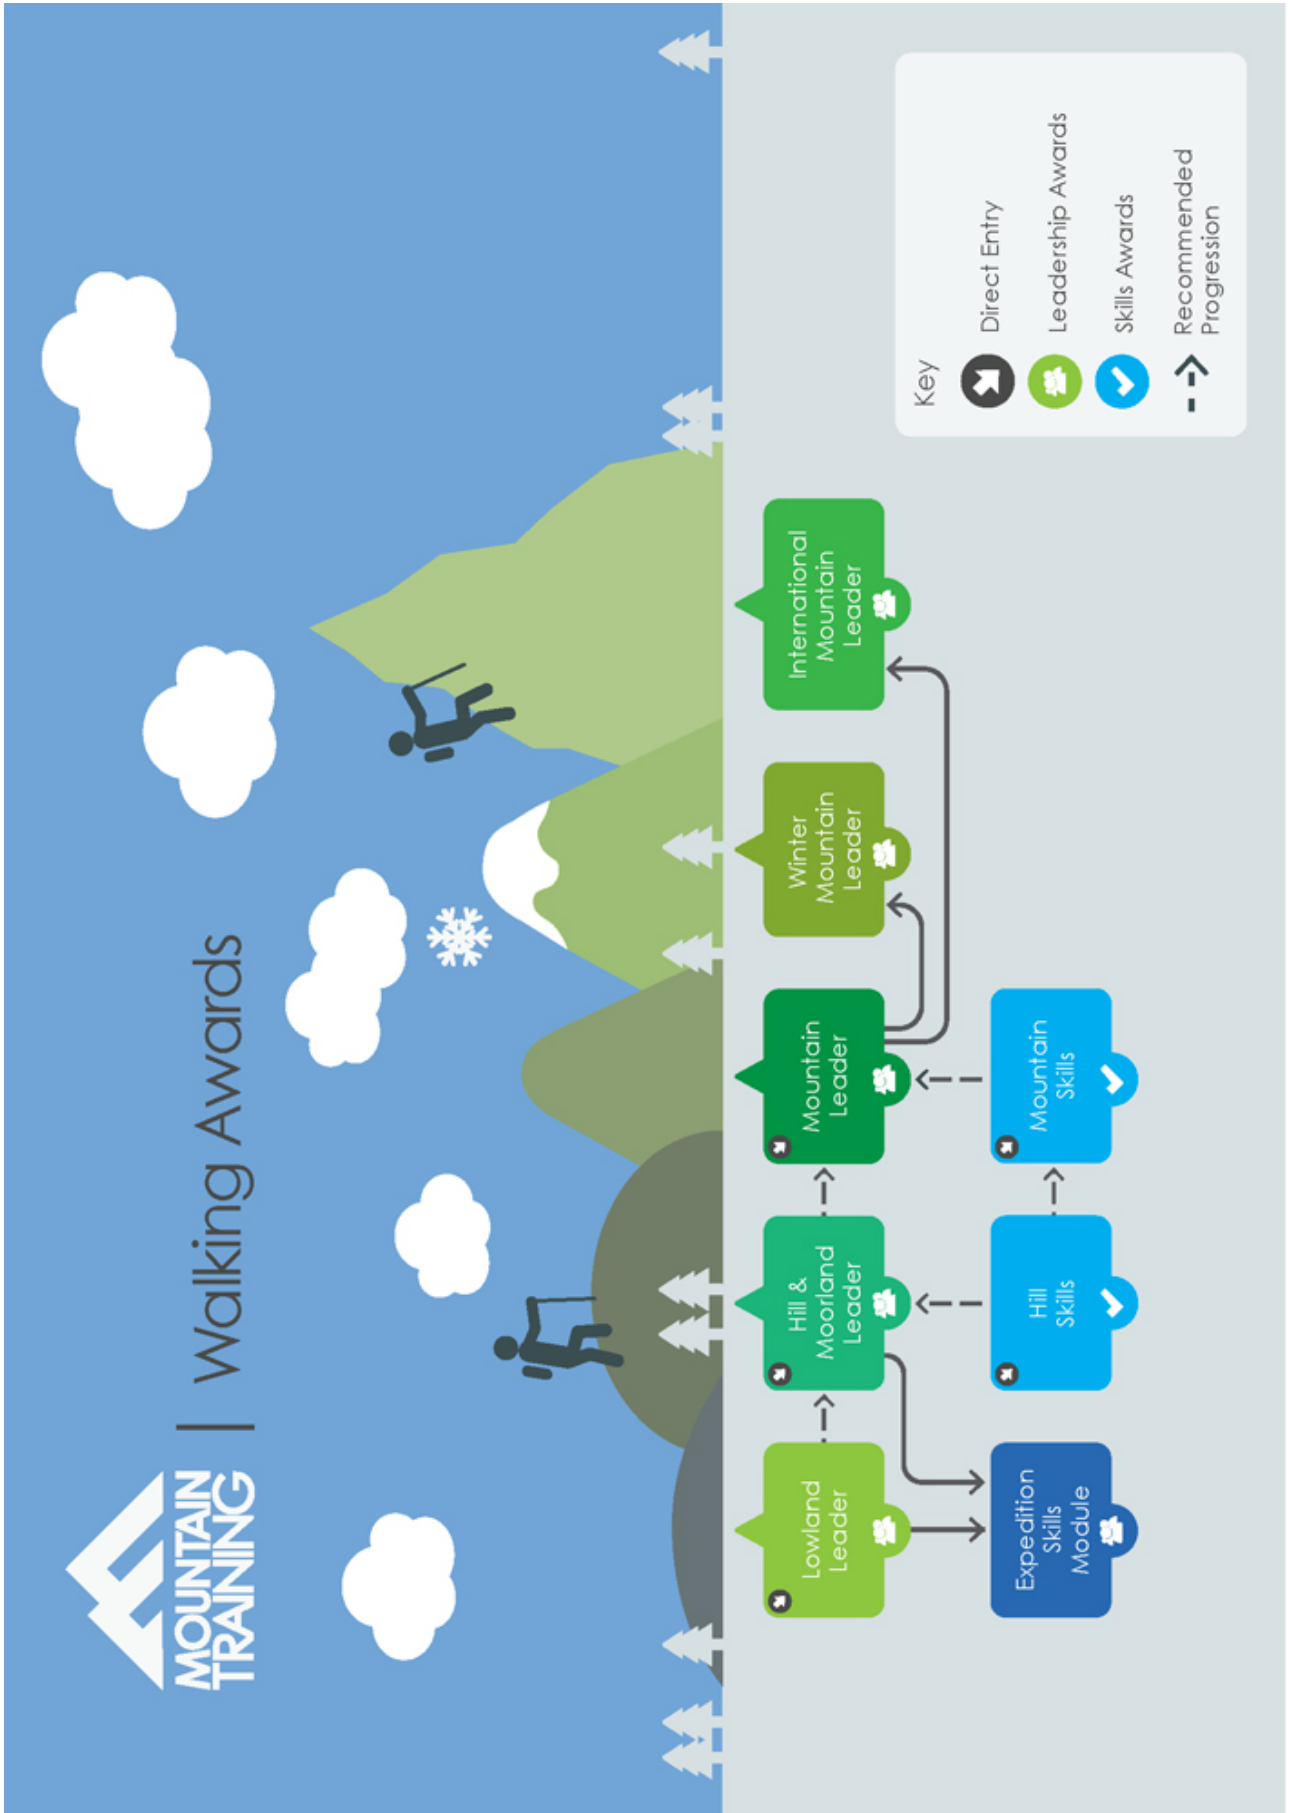 MOUNTAIN
TRAINING
Walking Awards
Lowland
Leader
Hill &
Moorland
Leader
Mountain
Leader
Winter
Mountain
Leader
International
Mountain
Leader
Expedition
Skills
Module
Hill
Skills
Mountain
Skills
Key
Direct Entry
Leadership Awards
Skills Awards
Recommended
Progression